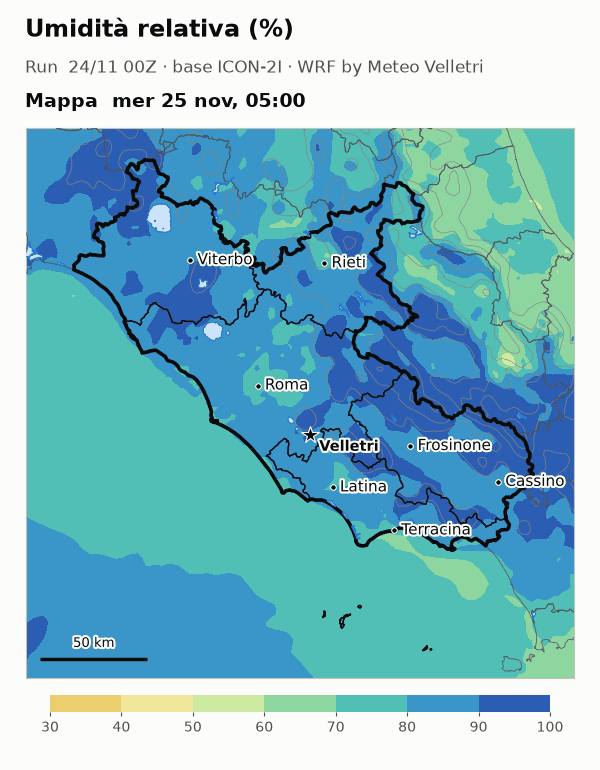 Umidità relativa (%)
Run  24/11 00Z · base ICON-2I · WRF by Meteo Velletri
Mappa  mer 25 nov, 05:00
Viterbo
Rieti
Roma
Velletri
Frosinone
Cassino
Latina
Terracina
50 km
30 40 50 60 70 80 90 100